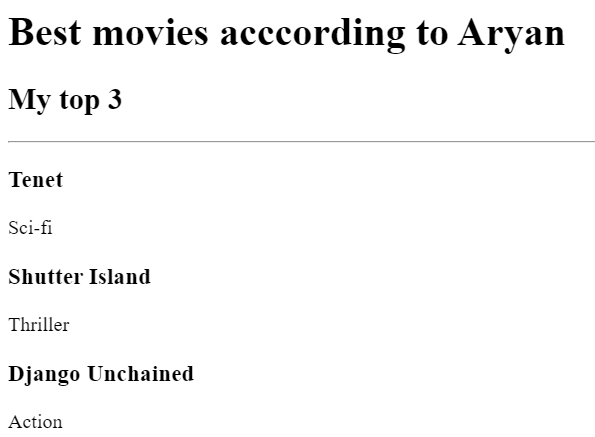 Best movies acccording to Aryan
My top 3
Tenet
Sci-fi
Shutter Island
Thriller
Django Unchained
Action